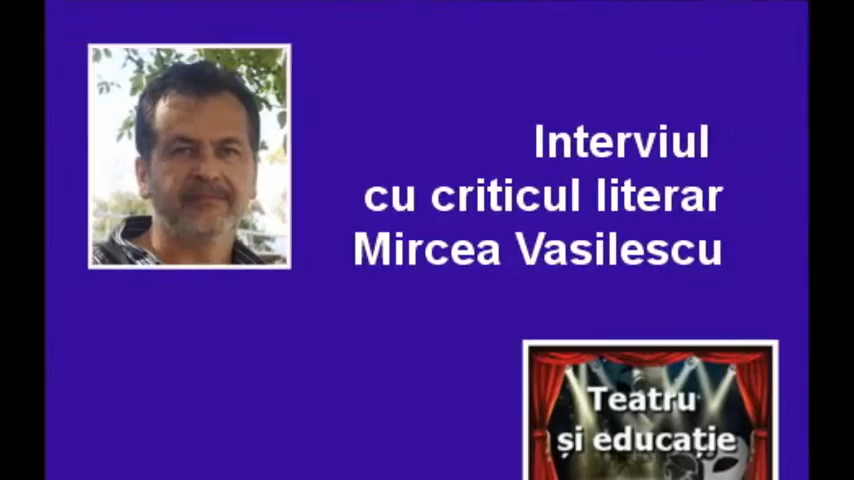 Interviul
cu criticul literar
Mircea Vasilescu
Teatru
și educație